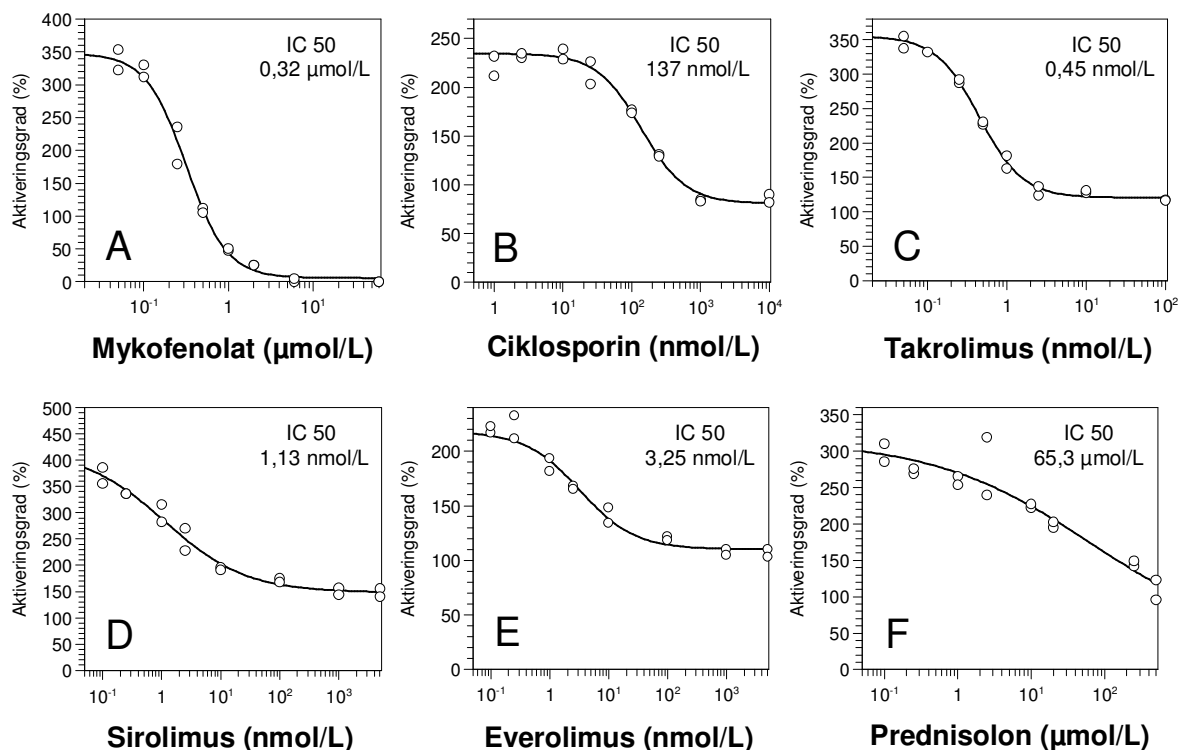 Aktiveringsgrad (%)
400
350
300
250
200
150
100
50
0
IC 50
0,32 µmol/L
A
10⁻¹ 1 10¹
Mykofenolat (µmol/L)
Aktiveringsgrad (%)
250
200
150
100
50
0
IC 50
137 nmol/L
B
1 10¹ 10² 10³ 10⁴
Ciklosporin (nmol/L)
Aktiveringsgrad (%)
350
300
250
200
150
100
50
0
IC 50
0,45 nmol/L
C
10⁻¹ 1 10¹ 10²
Takrolimus (nmol/L)
Aktiveringsgrad (%)
500
450
400
350
300
250
200
150
100
50
0
IC 50
1,13 nmol/L
D
10⁻¹ 1 10¹ 10² 10³
Sirolimus (nmol/L)
Aktiveringsgrad (%)
200
150
100
50
0
IC 50
3,25 nmol/L
E
10⁻¹ 1 10¹ 10² 10³
Everolimus (nmol/L)
Aktiveringsgrad (%)
350
300
250
200
150
100
50
0
IC 50
65,3 µmol/L
F
10⁻¹ 1 10¹ 10²
Prednisolon (µmol/L)